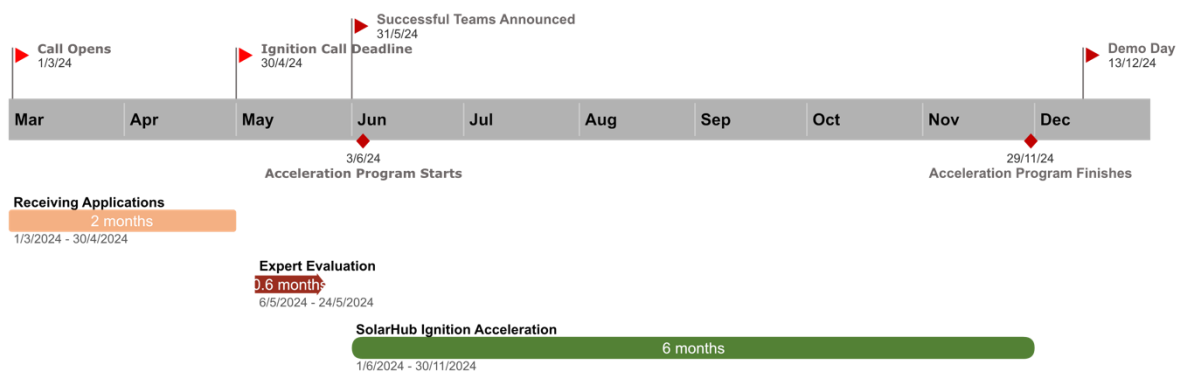 Successful Teams Announced
31/5/24
Call Opens
1/3/24
Ignition Call Deadline
30/4/24
Demo Day
13/12/24
Mar Apr May Jun Jul Aug Sep Oct Nov Dec
3/6/24
Acceleration Program Starts
29/11/24
Acceleration Program Finishes
Receiving Applications
2 months
1/3/2024 - 30/4/2024
Expert Evaluation
0.6 months
6/5/2024 - 24/5/2024
SolarHub Ignition Acceleration
6 months
1/6/2024 - 30/11/2024